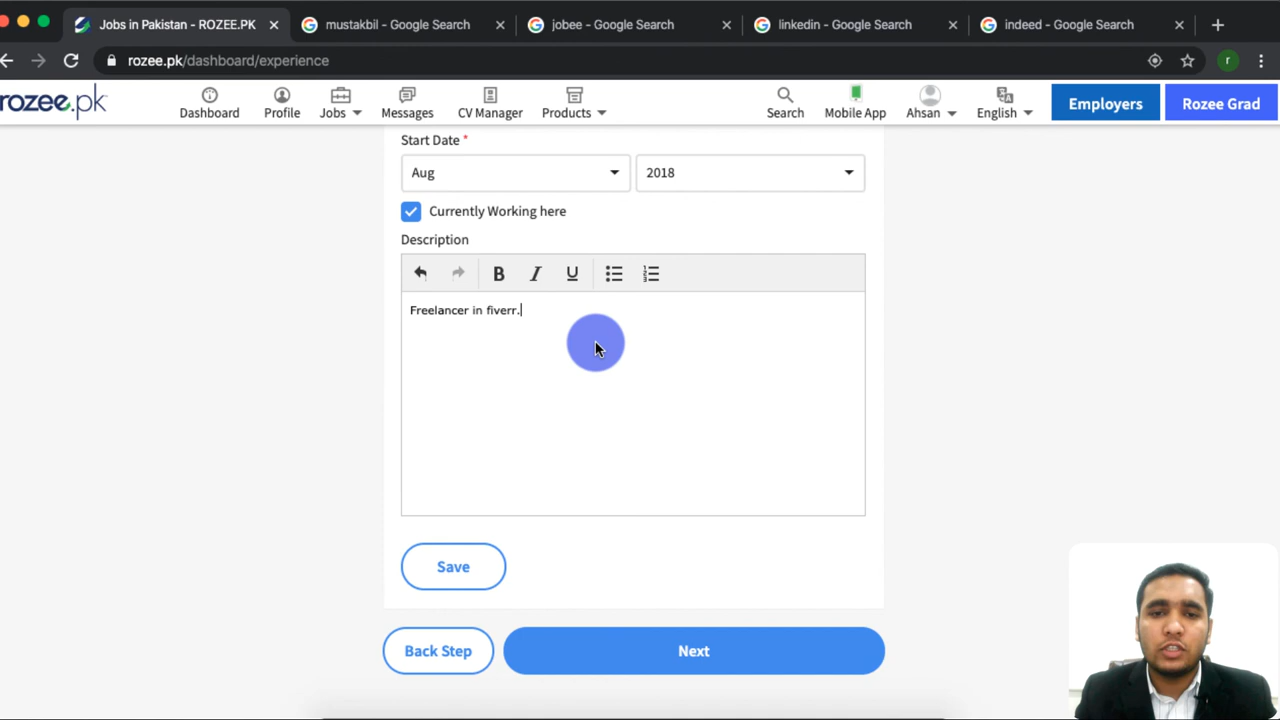 Jobs in Pakistan - ROZEE.PK
mustakbil - Google Search
jobee - Google Search
linkedin - Google Search
indeed - Google Search
rozee.pk/dashboard/experience
r
rozee.pk
Dashboard
Profile
Jobs
Messages
CV Manager
Products
Search
Mobile App
Ahsan
English
Employers
Rozee Grad
Start Date *
Aug
2018
Currently Working here
Description
B I U
Freelancer in fiverr.
Save
Back Step
Next